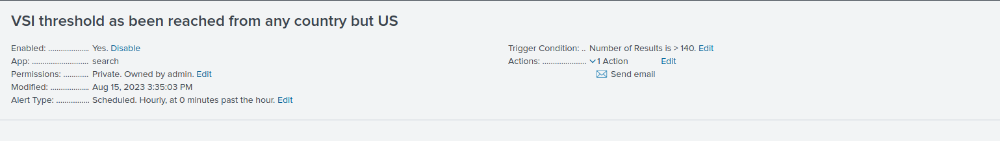 VSI threshold as been reached from any country but US
Enabled: ................... Yes. Disable
App: ........................... search
Permissions: ............ Private. Owned by admin. Edit
Modified: .................. Aug 15, 2023 3:35:03 PM
Alert Type: ................ Scheduled. Hourly, at 0 minutes past the hour. Edit
Trigger Condition: .. Number of Results is > 140. Edit
Actions: ..................... 1 Action Edit
Send email